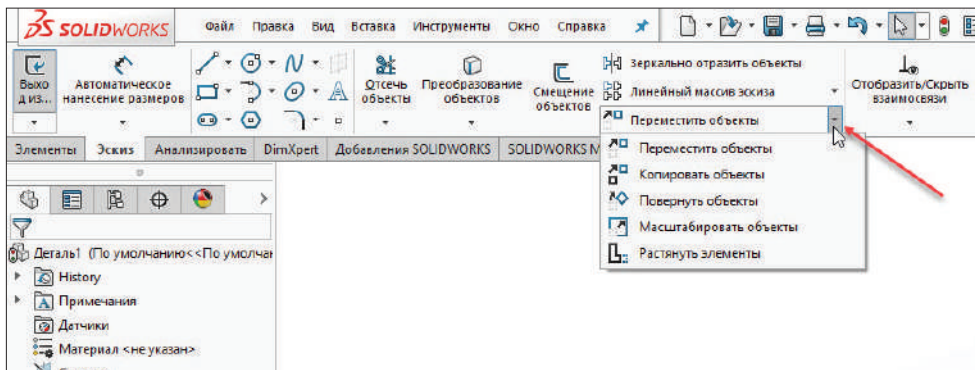 SOLIDWORKS Файл Правка Вид Вставка Инструменты Окно Справка
Выхо
д из...
Автоматическое
нанесение размеров
Отсечь
объекты
Преобразование
объектов
Смещение
объектов
Зеркально отразить объекты
Линейный массив эскиза
Переместить объекты
Отобразить/Скрыть
взаимосвязи
Элементы Эскиз Анализировать DimXpert Добавления SOLIDWORKS SOLIDWORKS M
Переместить объекты
Копировать объекты
Повернуть объекты
Масштабировать объекты
Растянуть элементы
Деталь1 (По умолчанию<<По умолчан
History
Примечания
Датчики
Материал <не указан>